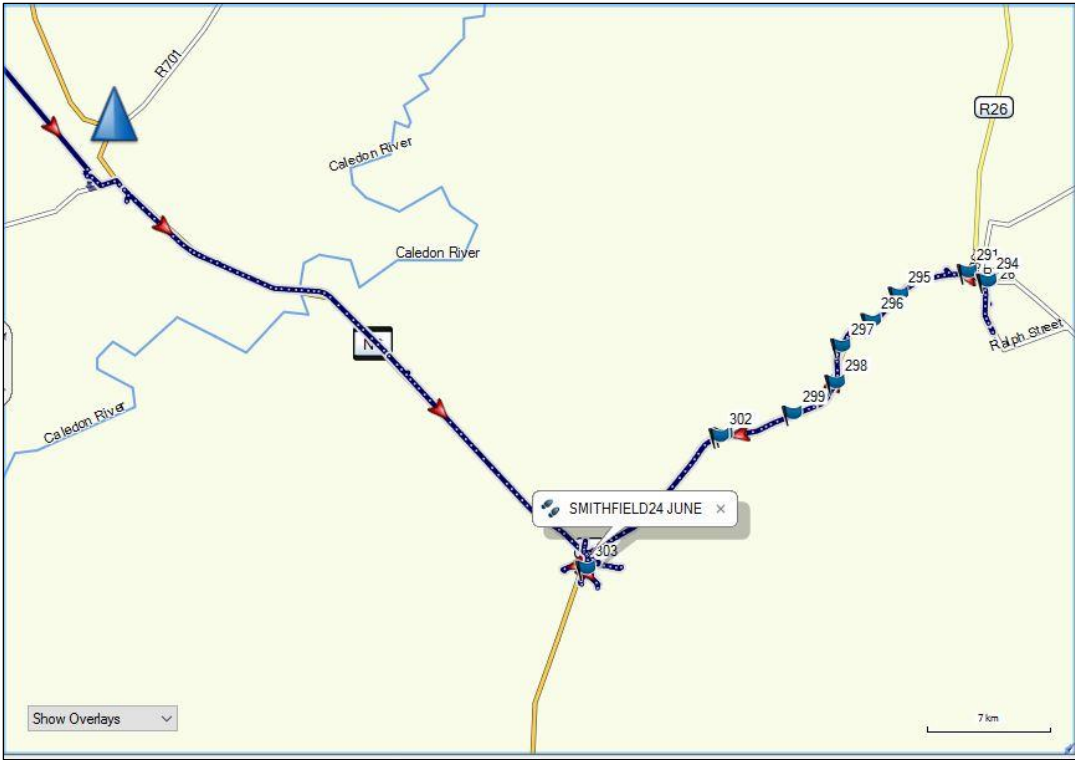 R701
R26
Caledon River
Caledon River
291
294
295
296
297
Ralph Street
298
Caledon River
299
302
SMITHFIELD24 JUNE ×
303
Show Overlays
7 km